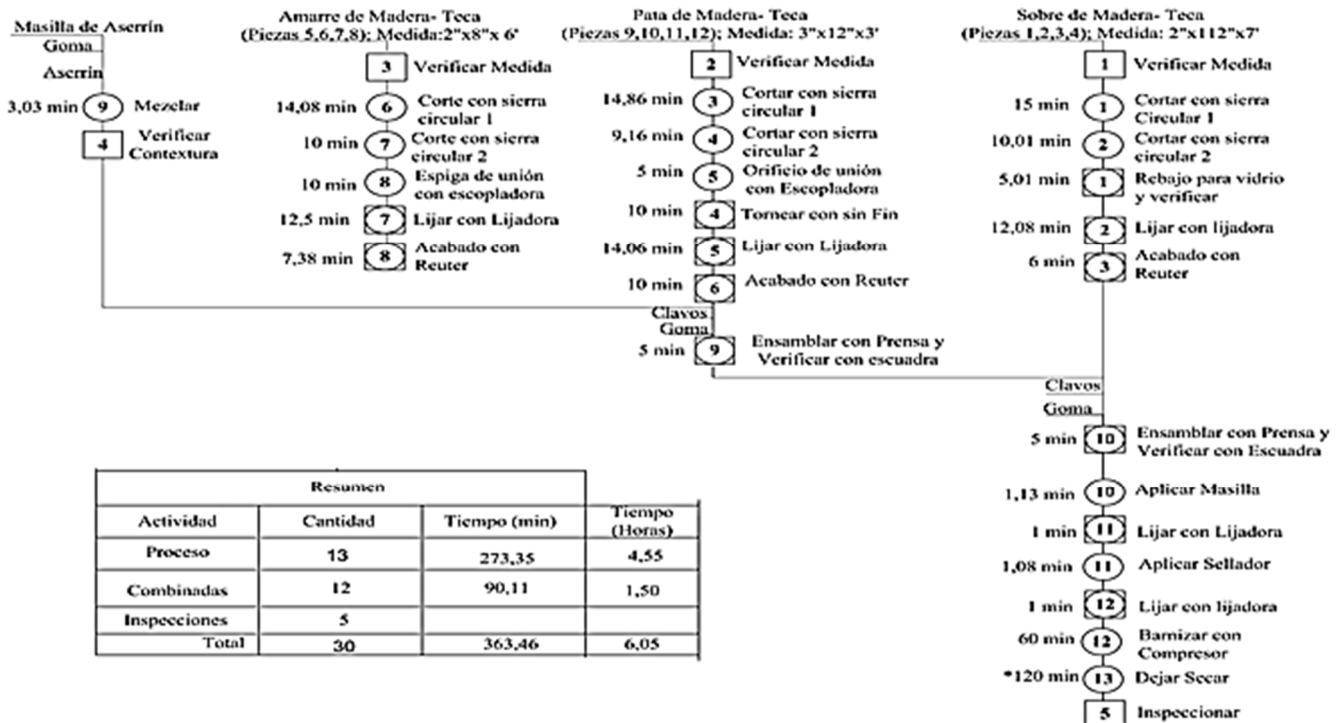 Masilla de Aserrín
Goma
Aserrin
3,03 min 9 Mezclar
4 Verificar
Contextura
Amarre de Madera- Teca
(Piezas 5,6,7,8); Medida:2"x8"x 6'
3 Verificar Medida
14,08 min 6 Corte con sierra
circular 1
10 min 7 Corte con sierra
circular 2
10 min 8 Espiga de unión
con escopladora
12,5 min 7 Lijar con Lijadora
7,38 min 8 Acabado con
Reuter
Pata de Madera- Teca
(Piezas 9,10,11,12); Medida: 3"x12"x3'
2 Verificar Medida
14,86 min 3 Cortar con sierra
circular 1
9,16 min 4 Cortar con sierra
circular 2
5 min 5 Orificio de unión
con Escopladora
10 min 4 Tornear con sin Fin
14,06 min 5 Lijar con Lijadora
10 min 6 Acabado con Reuter
Clavos
Goma
5 min 9 Ensamblar con Prensa y
Verificar con escuadra
Sobre de Madera- Teca
(Piezas 1,2,3,4); Medida: 2"x112"x7'
1 Verificar Medida
15 min 1 Cortar con sierra
Circular 1
10,01 min 2 Cortar con sierra
circular 2
5,01 min 1 Rebajo para vidrio
y verificar
12,08 min 2 Lijar con lijadora
6 min 3 Acabado con
Reuter
Clavos
Goma
5 min 10 Ensamblar con Prensa y
Verificar con Escuadra
1,13 min 10 Aplicar Masilla
1 min 11 Lijar con Lijadora
1,08 min 11 Aplicar Sellador
1 min 12 Lijar con lijadora
60 min 12 Barnizar con
Compresor
*120 min 13 Dejar Secar
5 Inspeccionar
Resumen
Actividad Cantidad Tiempo (min) Tiempo
(Horas)
Proceso 13 273,35 4,55
Combinadas 12 90,11 1,50
Inspecciones 5
Total 30 363,46 6,05